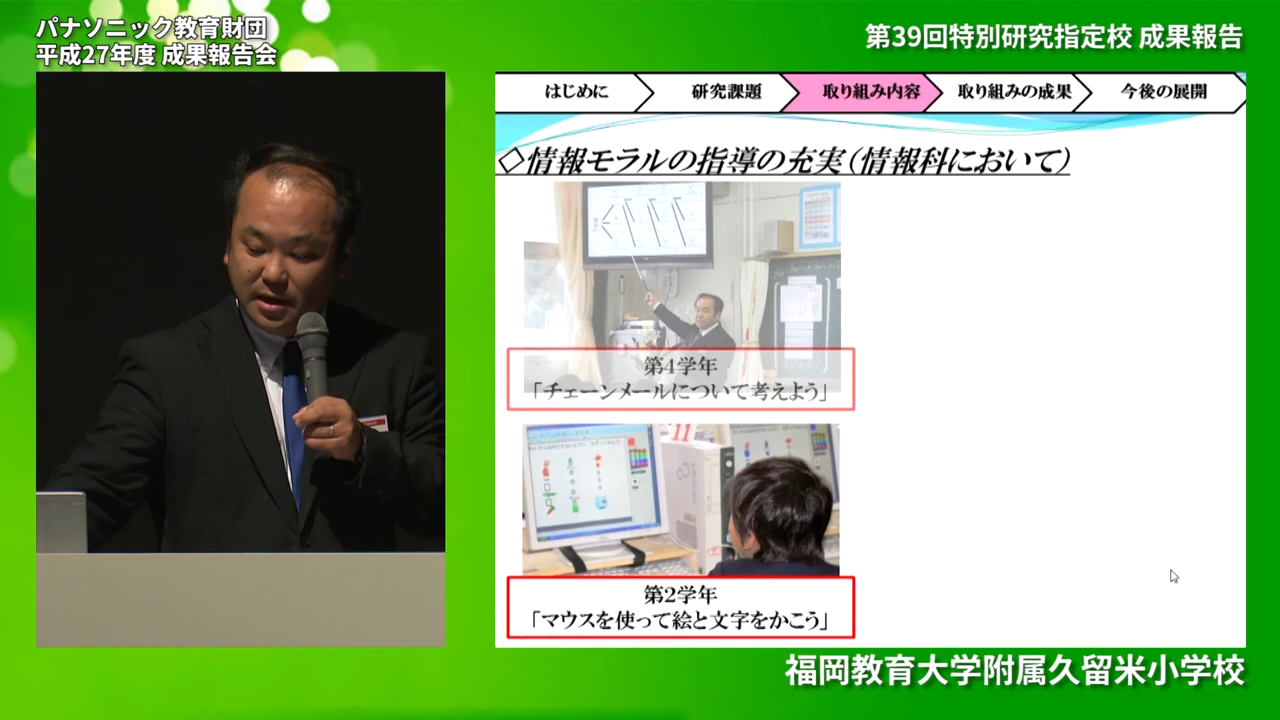 パナソニック教育財団
平成27年度 成果報告会
第39回特別研究指定校 成果報告
はじめに
研究課題
取り組み内容
取り組みの成果
今後の展開
◇情報モラルの指導の充実(情報科において)
第4学年
「チェーンメールについて考えよう」
'11
第2学年
「マウスを使って絵と文字をかこう」
福岡教育大学附属久留米小学校